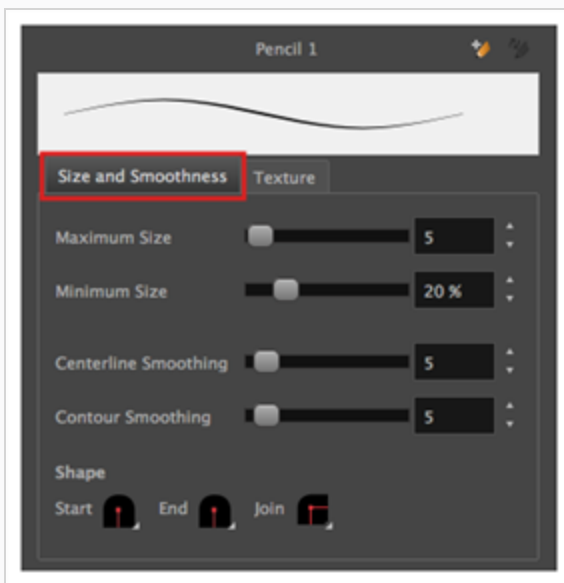 Pencil 1
Size and Smoothness Texture
Maximum Size 5
Minimum Size 20 %
Centerline Smoothing 5
Contour Smoothing 5
Shape
Start End Join